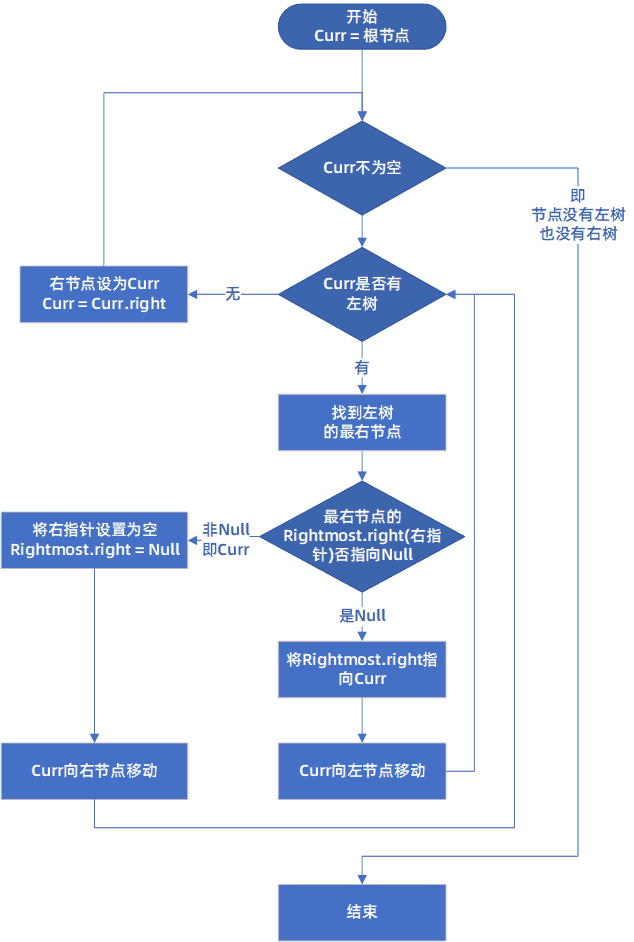 开始
Curr = 根节点
Curr不为空
即
节点没有左树
也没有右树
右节点设为Curr
Curr = Curr.right
无
Curr是否有
左树
有
找到左树
的最右节点
将右指针设置为空
Rightmost.right = Null
非Null
即Curr
最右节点的
Rightmost.right(右指
针)否指向Null
是Null
将Rightmost.right指
向Curr
Curr向右节点移动
Curr向左节点移动
结束